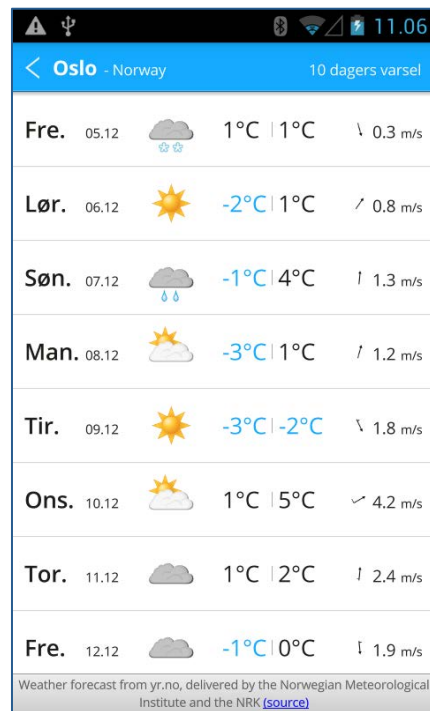 11.06
Oslo - Norway 10 dagers varsel
Fre. 05.12 1°C 1°C 0.3 m/s
Lør. 06.12 -2°C 1°C 0.8 m/s
Søn. 07.12 -1°C 4°C 1.3 m/s
Man. 08.12 -3°C 1°C 1.2 m/s
Tir. 09.12 -3°C -2°C 1.8 m/s
Ons. 10.12 1°C 5°C 4.2 m/s
Tor. 11.12 1°C 2°C 2.4 m/s
Fre. 12.12 -1°C 0°C 1.9 m/s
Weather forecast from yr.no, delivered by the Norwegian Meteorological
Institute and the NRK (source)